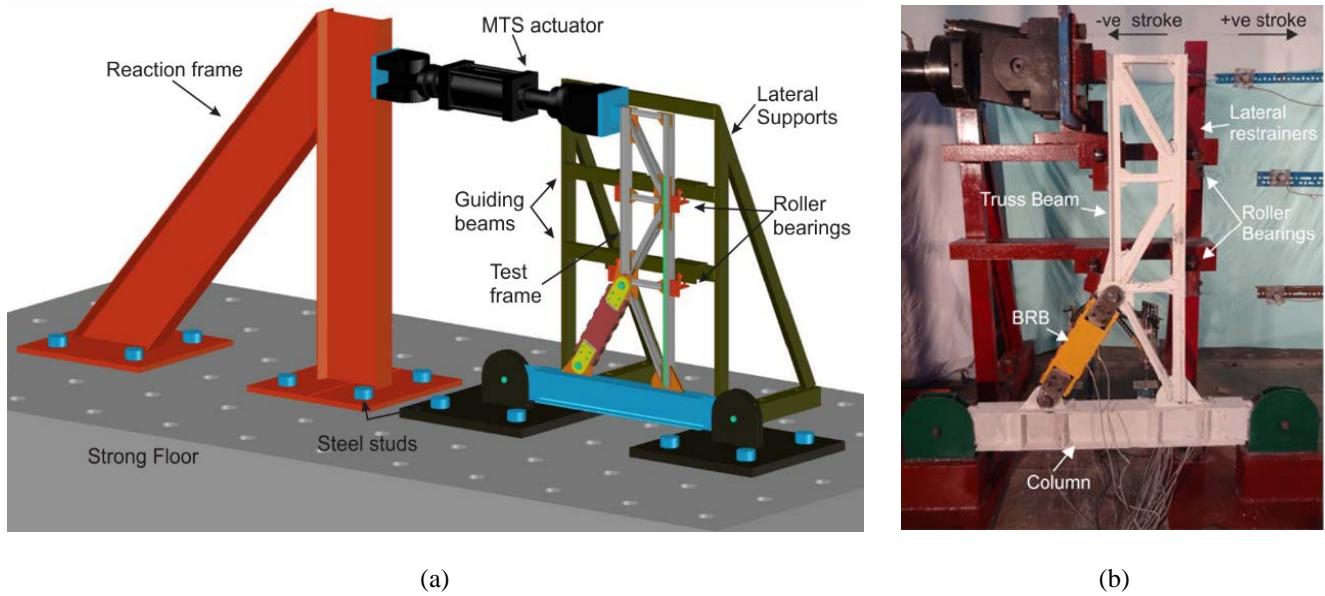 MTS actuator
Reaction frame
Lateral
Supports
Guiding
beams
Roller
bearings
Test
frame
Steel studs
Strong Floor
(a)
-ve stroke
+ve stroke
Lateral
restrainers
Truss Beam
Roller
Bearings
BRB
Column
(b)